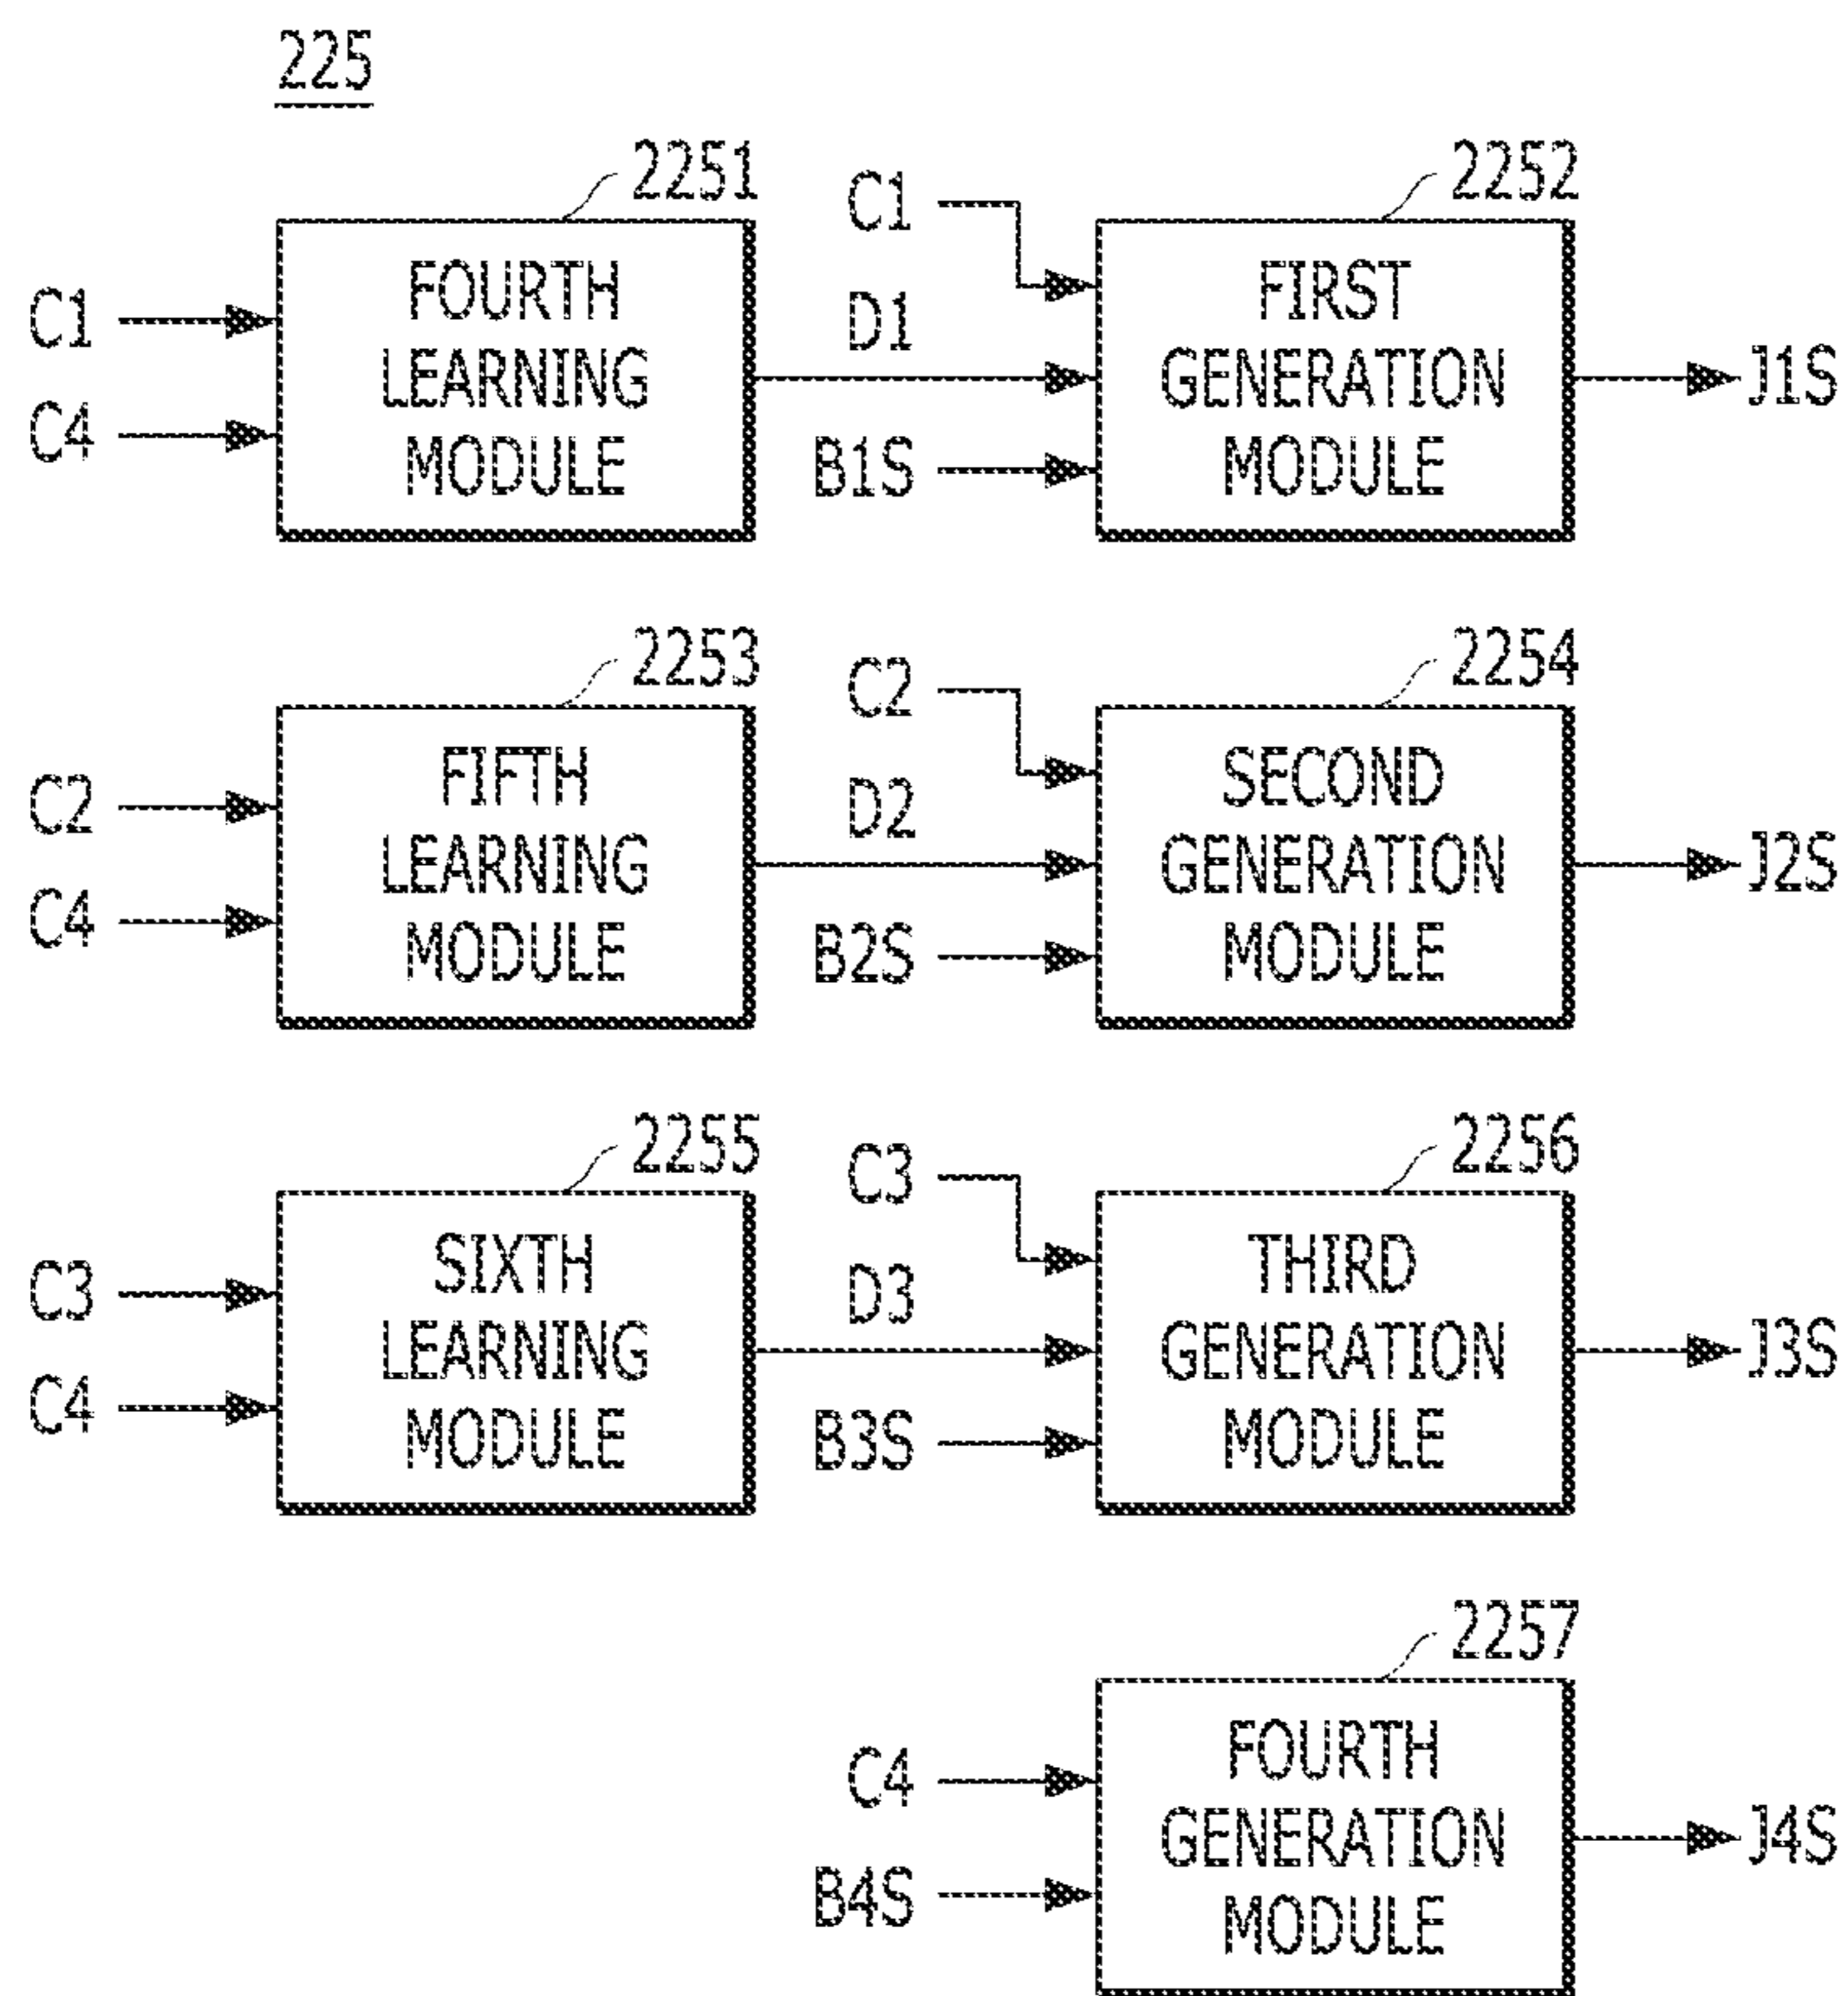 225
2251
2252
C1
C1
FOURTH
LEARNING
MODULE
D1
FIRST
GENERATION
MODULE
C4
B1S
J1S
2253
2254
C2
C2
FIFTH
LEARNING
MODULE
D2
SECOND
GENERATION
MODULE
C4
B2S
J2S
2255
2256
C3
C3
SIXTH
LEARNING
MODULE
D3
THIRD
GENERATION
MODULE
C4
B3S
J3S
2257
C4
FOURTH
GENERATION
MODULE
B4S
J4S